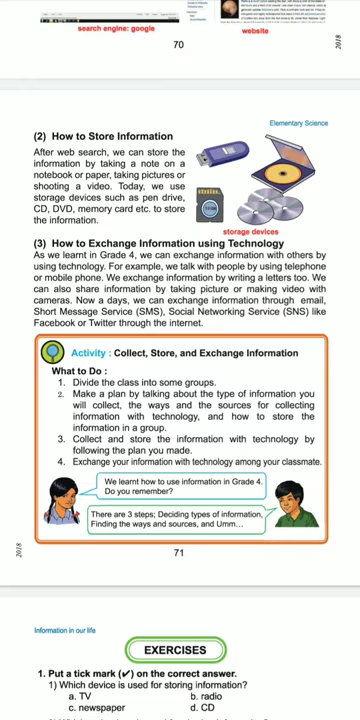 search engine: google
website
70
Elementary Science
(2) How to Store Information
After web search, we can store the
information by taking a note on a
notebook or paper, taking pictures or
shooting a video. Today, we use
storage devices such as pen drive,
CD, DVD, memory card etc. to store
the information.
storage devices
(3) How to Exchange Information using Technology
As we learnt in Grade 4, we can exchange information with others by
using technology. For example, we talk with people by using telephone
or mobile phone. We exchange information by writing a letters too. We
can also share information by taking picture or making video with
cameras. Now a days, we can exchange information through email,
Short Message Service (SMS), Social Networking Service (SNS) like
Facebook or Twitter through the internet.
Activity : Collect, Store, and Exchange Information
What to Do :
1. Divide the class into some groups.
2. Make a plan by talking about the type of information you
will collect, the ways and the sources for collecting
information with technology, and how to store the
information in a group.
3. Collect and store the information with technology by
following the plan you made.
4. Exchange your information with technology among your classmate.
We learnt how to use information in Grade 4.
Do you remember?
There are 3 steps; Deciding types of information,
Finding the ways and sources, and Umm...
2018
71
2018
Information in our life
EXERCISES
1. Put a tick mark (✔) on the correct answer.
1) Which device is used for storing information?
a. TV b. radio
c. newspaper d. CD